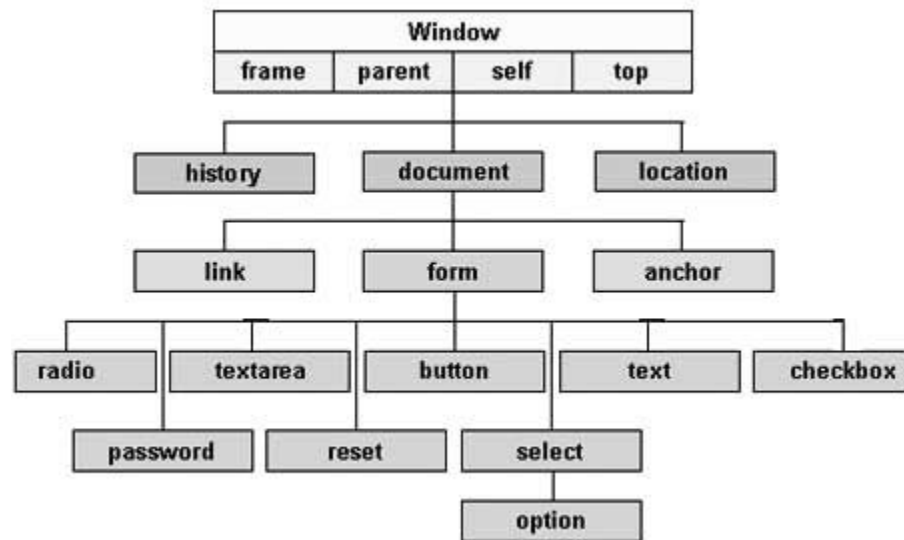 Window
frame parent self top
history document location
link form anchor
radio textarea button text checkbox
password reset select
option